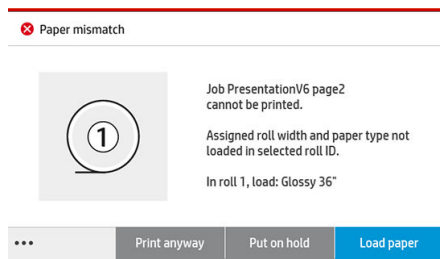 Paper mismatch
1
Job PresentationV6 page2
cannot be printed.
Assigned roll width and paper type not
loaded in selected roll ID.
In roll 1, load: Glossy 36"
Print anyway
Put on hold
Load paper